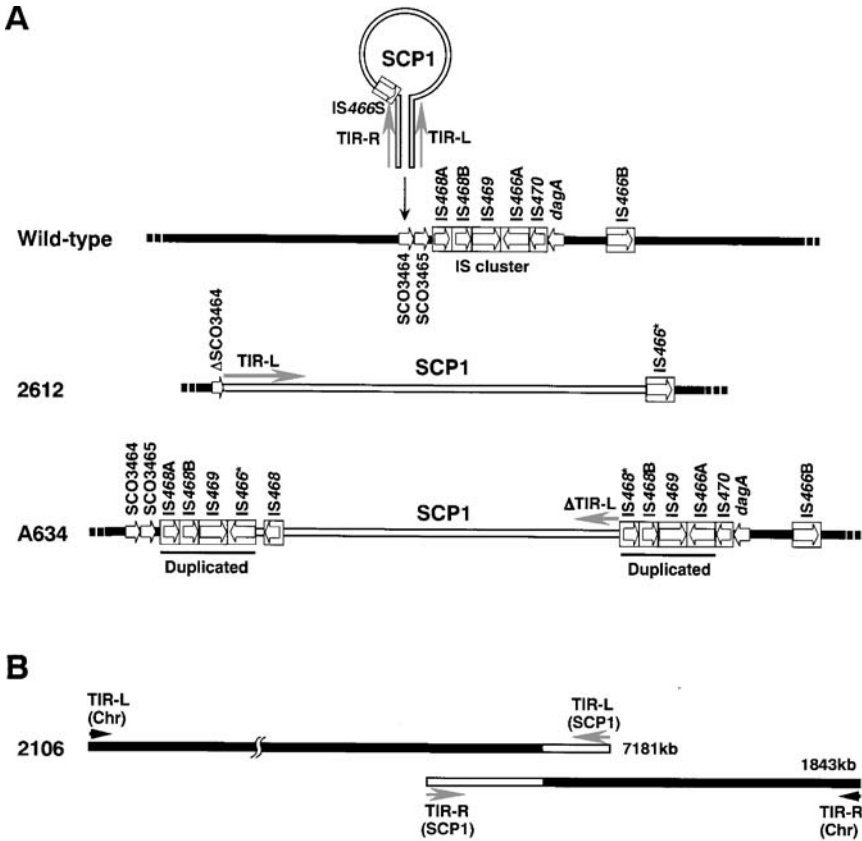 A
SCP1
IS466S
TIR-R
TIR-L
IS468A
IS468B
IS469
IS466A
IS470
dagA
IS466B
Wild-type
SCO3464
SCO3465
IS cluster
ΔSCO3464
TIR-L
SCP1
IS466*
2612
SCO3464
SCO3465
IS468A
IS468B
IS469
IS466*
IS468
SCP1
ΔTIR-L
IS468*
IS468B
IS469
IS466A
IS470
dagA
IS466B
A634
Duplicated
Duplicated
B
TIR-L
(Chr)
TIR-L
(SCP1)
2106
7181kb
1843kb
TIR-R
(SCP1)
TIR-R
(Chr)